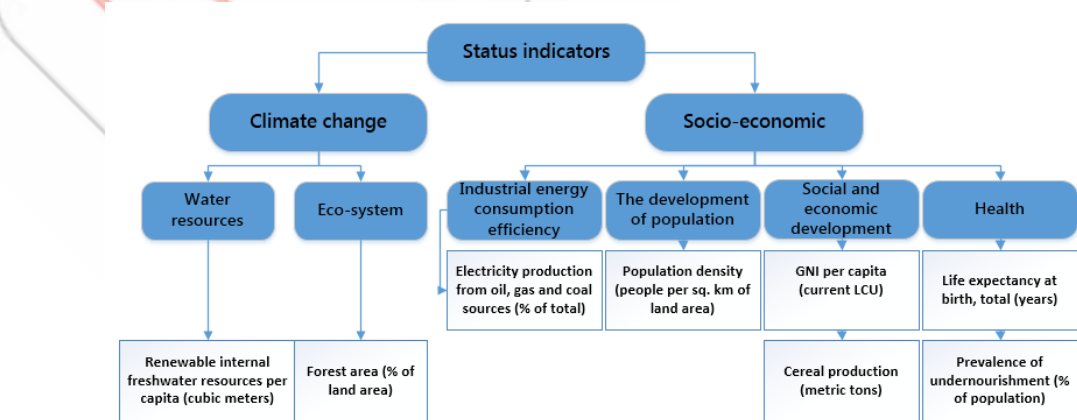 Status indicators
Climate change
Socio-economic
Water
resources
Eco-system
Industrial energy
consumption
efficiency
The development
of population
Social and
economic
development
Health
Electricity production
from oil, gas and coal
sources (% of total)
Population density
(people per sq. km of
land area)
GNI per capita
(current LCU)
Life expectancy at
birth, total (years)
Renewable internal
freshwater resources per
capita (cubic meters)
Forest area (% of
land area)
Cereal production
(metric tons)
Prevalence of
undernourishment (%
of population)